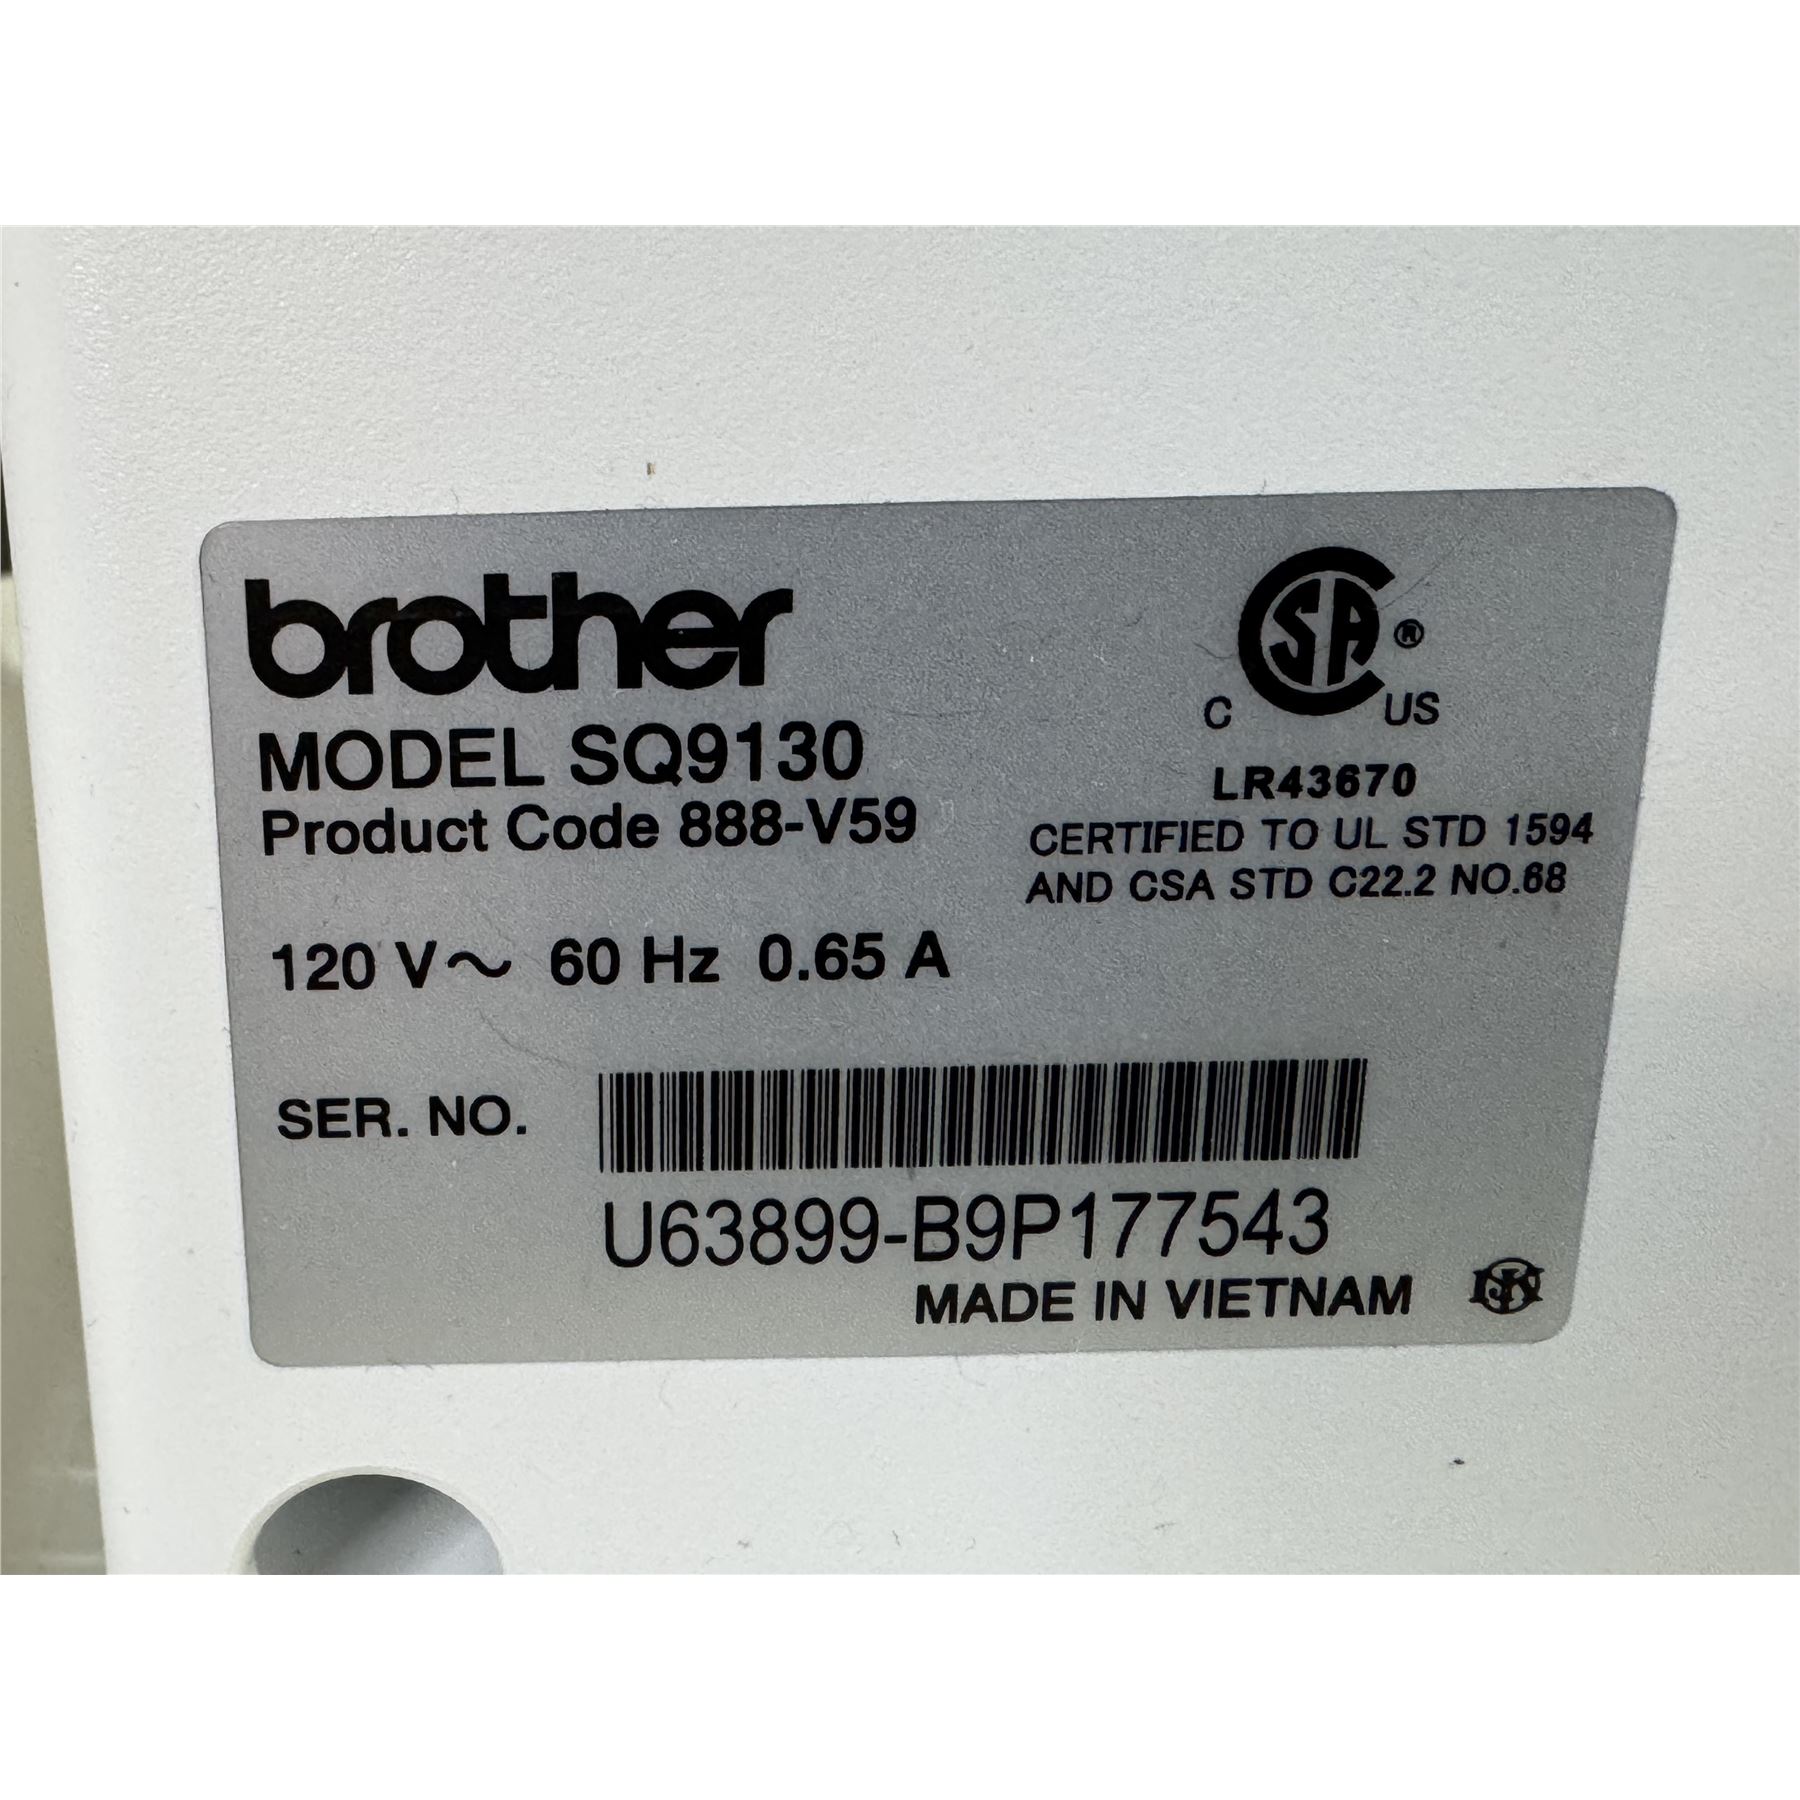 brother
MODEL SQ9130
Product Code 888-V59
120 V～ 60 Hz 0.65 A
CSA®
C US
LR43670
CERTIFIED TO UL STD 1594
AND CSA STD C22.2 NO.68
SER. NO.
U63899-B9P177543
MADE IN VIETNAM